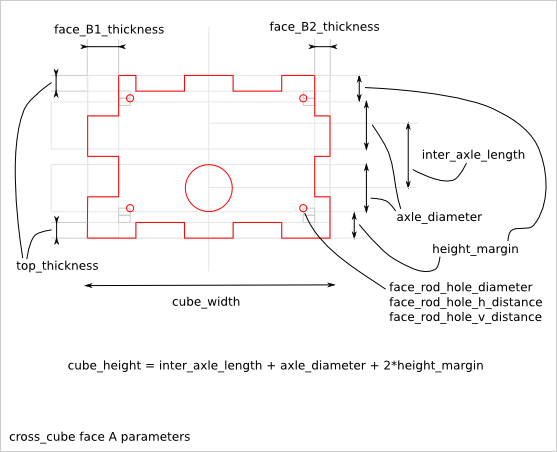 face_B1_thickness
face_B2_thickness
inter_axle_length
axle_diameter
height_margin
top_thickness
face_rod_hole_diameter
face_rod_hole_h_distance
face_rod_hole_v_distance
cube_width
cube_height = inter_axle_length + axle_diameter + 2*height_margin
cross_cube face A parameters